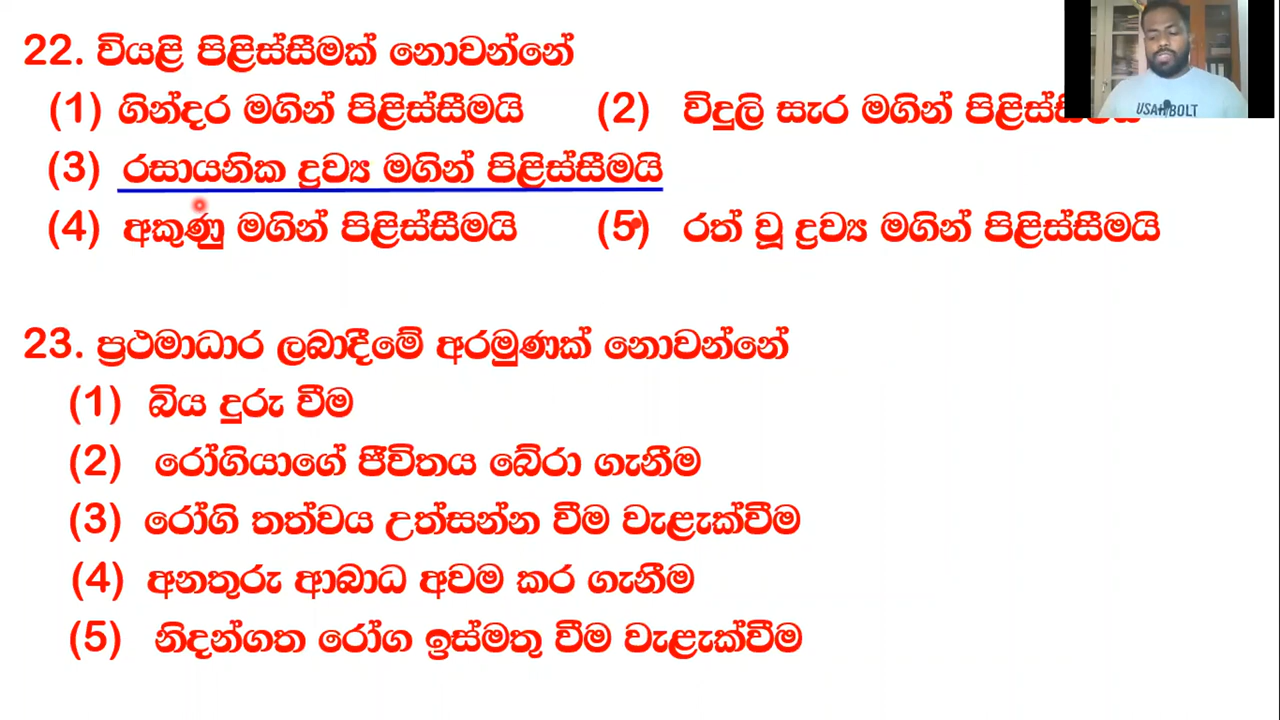 22. වියළි පිළිස්සීමක් නොවන්නේ
(1) ගින්දර මගින් පිළිස්සීමයි (2) විදුලි සැර මගින් පිළිස්සීමයි
(3) රසායනික ද්‍රව්‍ය මගින් පිළිස්සීමයි
(4) අකුණු මගින් පිළිස්සීමයි (5) රත් වූ ද්‍රව්‍ය මගින් පිළිස්සීමයි
23. ප්‍රථමාධාර ලබාදීමේ අරමුණක් නොවන්නේ
(1) බිය දුරු වීම
(2) රෝගියාගේ ජීවිතය බේරා ගැනීම
(3) රෝගී තත්වය උත්සන්න වීම වැළැක්වීම
(4) අනතුරු ආබාධ අවම කර ගැනීම
(5) නිදන්ගත රෝග ඉස්මතු වීම වැළැක්වීම
USAIN BOLT